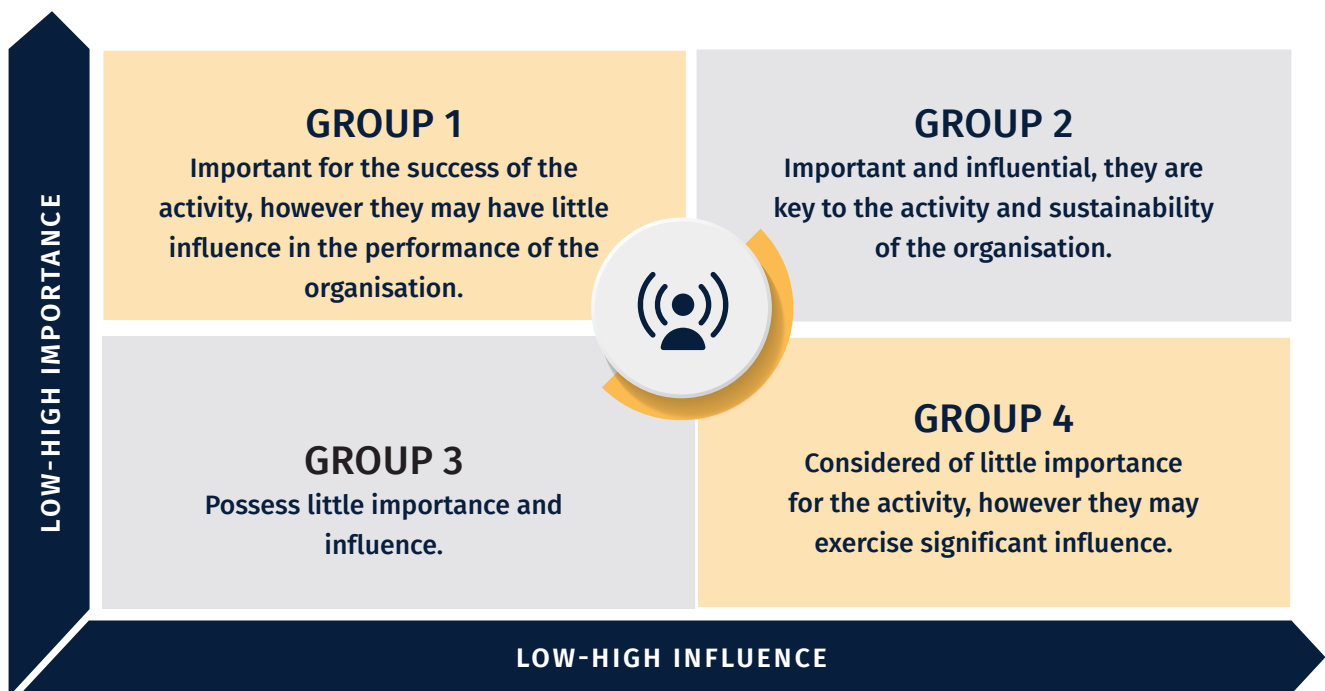 LOW-HIGH IMPORTANCE
GROUP 1
Important for the success of the
activity, however they may have little
influence in the performance of the
organisation.
GROUP 2
Important and influential, they are
key to the activity and sustainability
of the organisation.
GROUP 3
Possess little importance and
influence.
GROUP 4
Considered of little importance
for the activity, however they may
exercise significant influence.
LOW-HIGH INFLUENCE